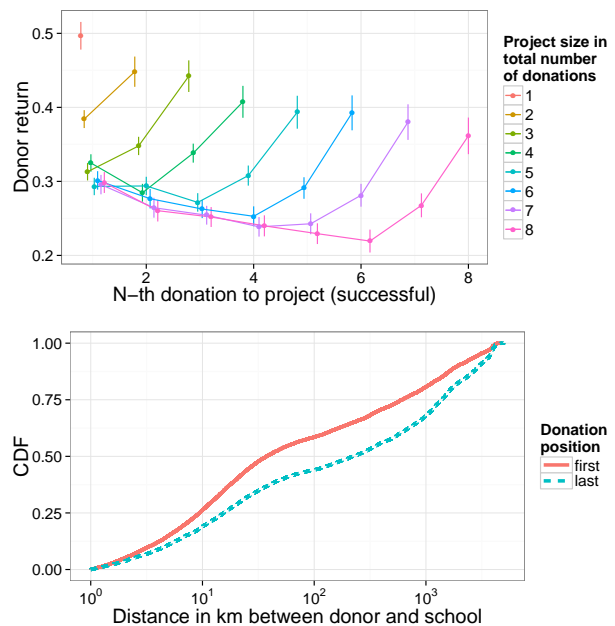 0.5
0.4
0.3
0.2
Donor return
2
4
6
8
N−th donation to project (successful)
Project size in
total number
of donations
1
2
3
4
5
6
7
8
1.00
0.75
0.50
0.25
0.00
CDF
10^0
10^1
10^2
10^3
Distance in km between donor and school
Donation
position
first
last